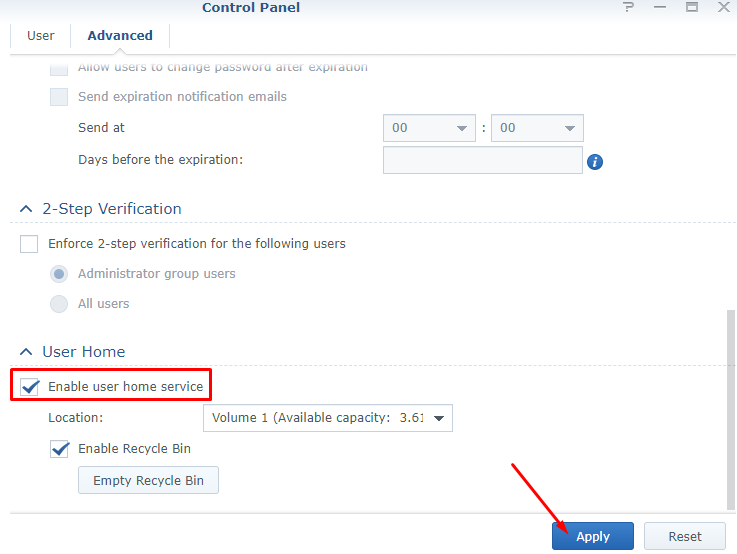 Control Panel
User
Advanced
Allow users to change password after expiration
Send expiration notification emails
Send at
00
:
00
Days before the expiration:
2-Step Verification
Enforce 2-step verification for the following users
Administrator group users
All users
User Home
Enable user home service
Location:
Volume 1 (Available capacity: 3.61
Enable Recycle Bin
Empty Recycle Bin
Apply
Reset